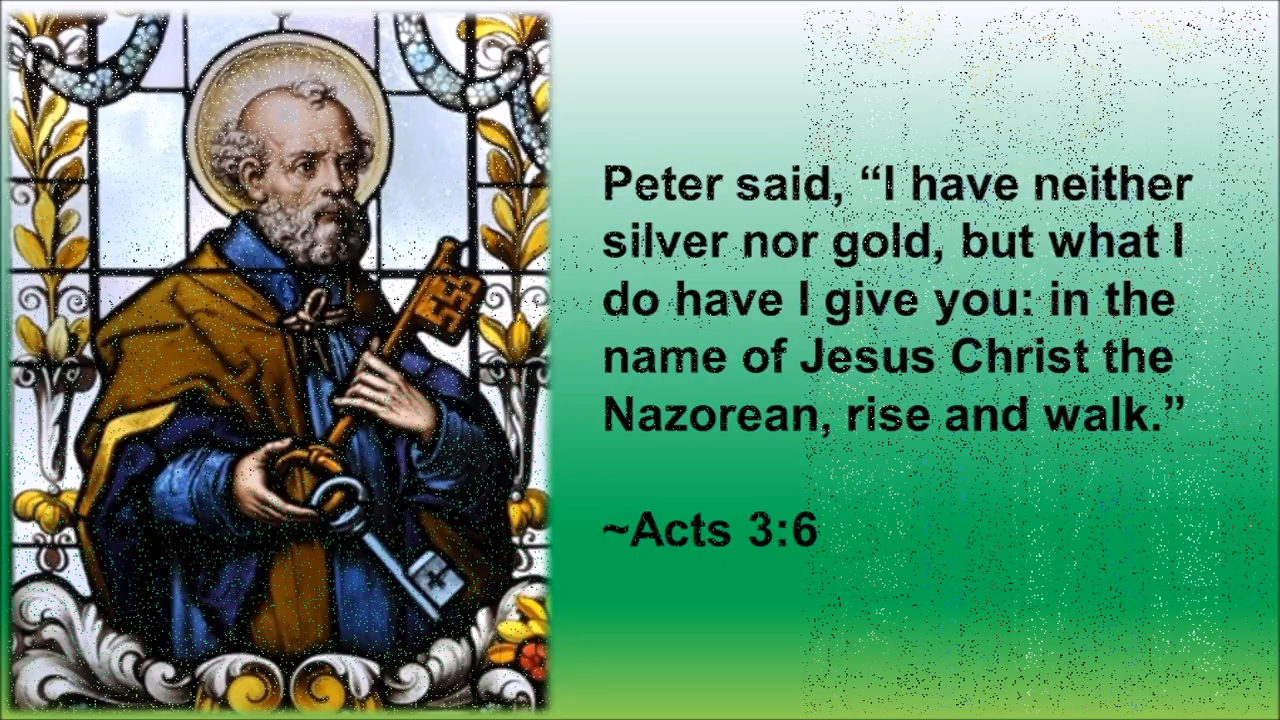 Peter said, “I have neither
silver nor gold, but what I
do have I give you: in the
name of Jesus Christ the
Nazorean, rise and walk.”
~Acts 3:6